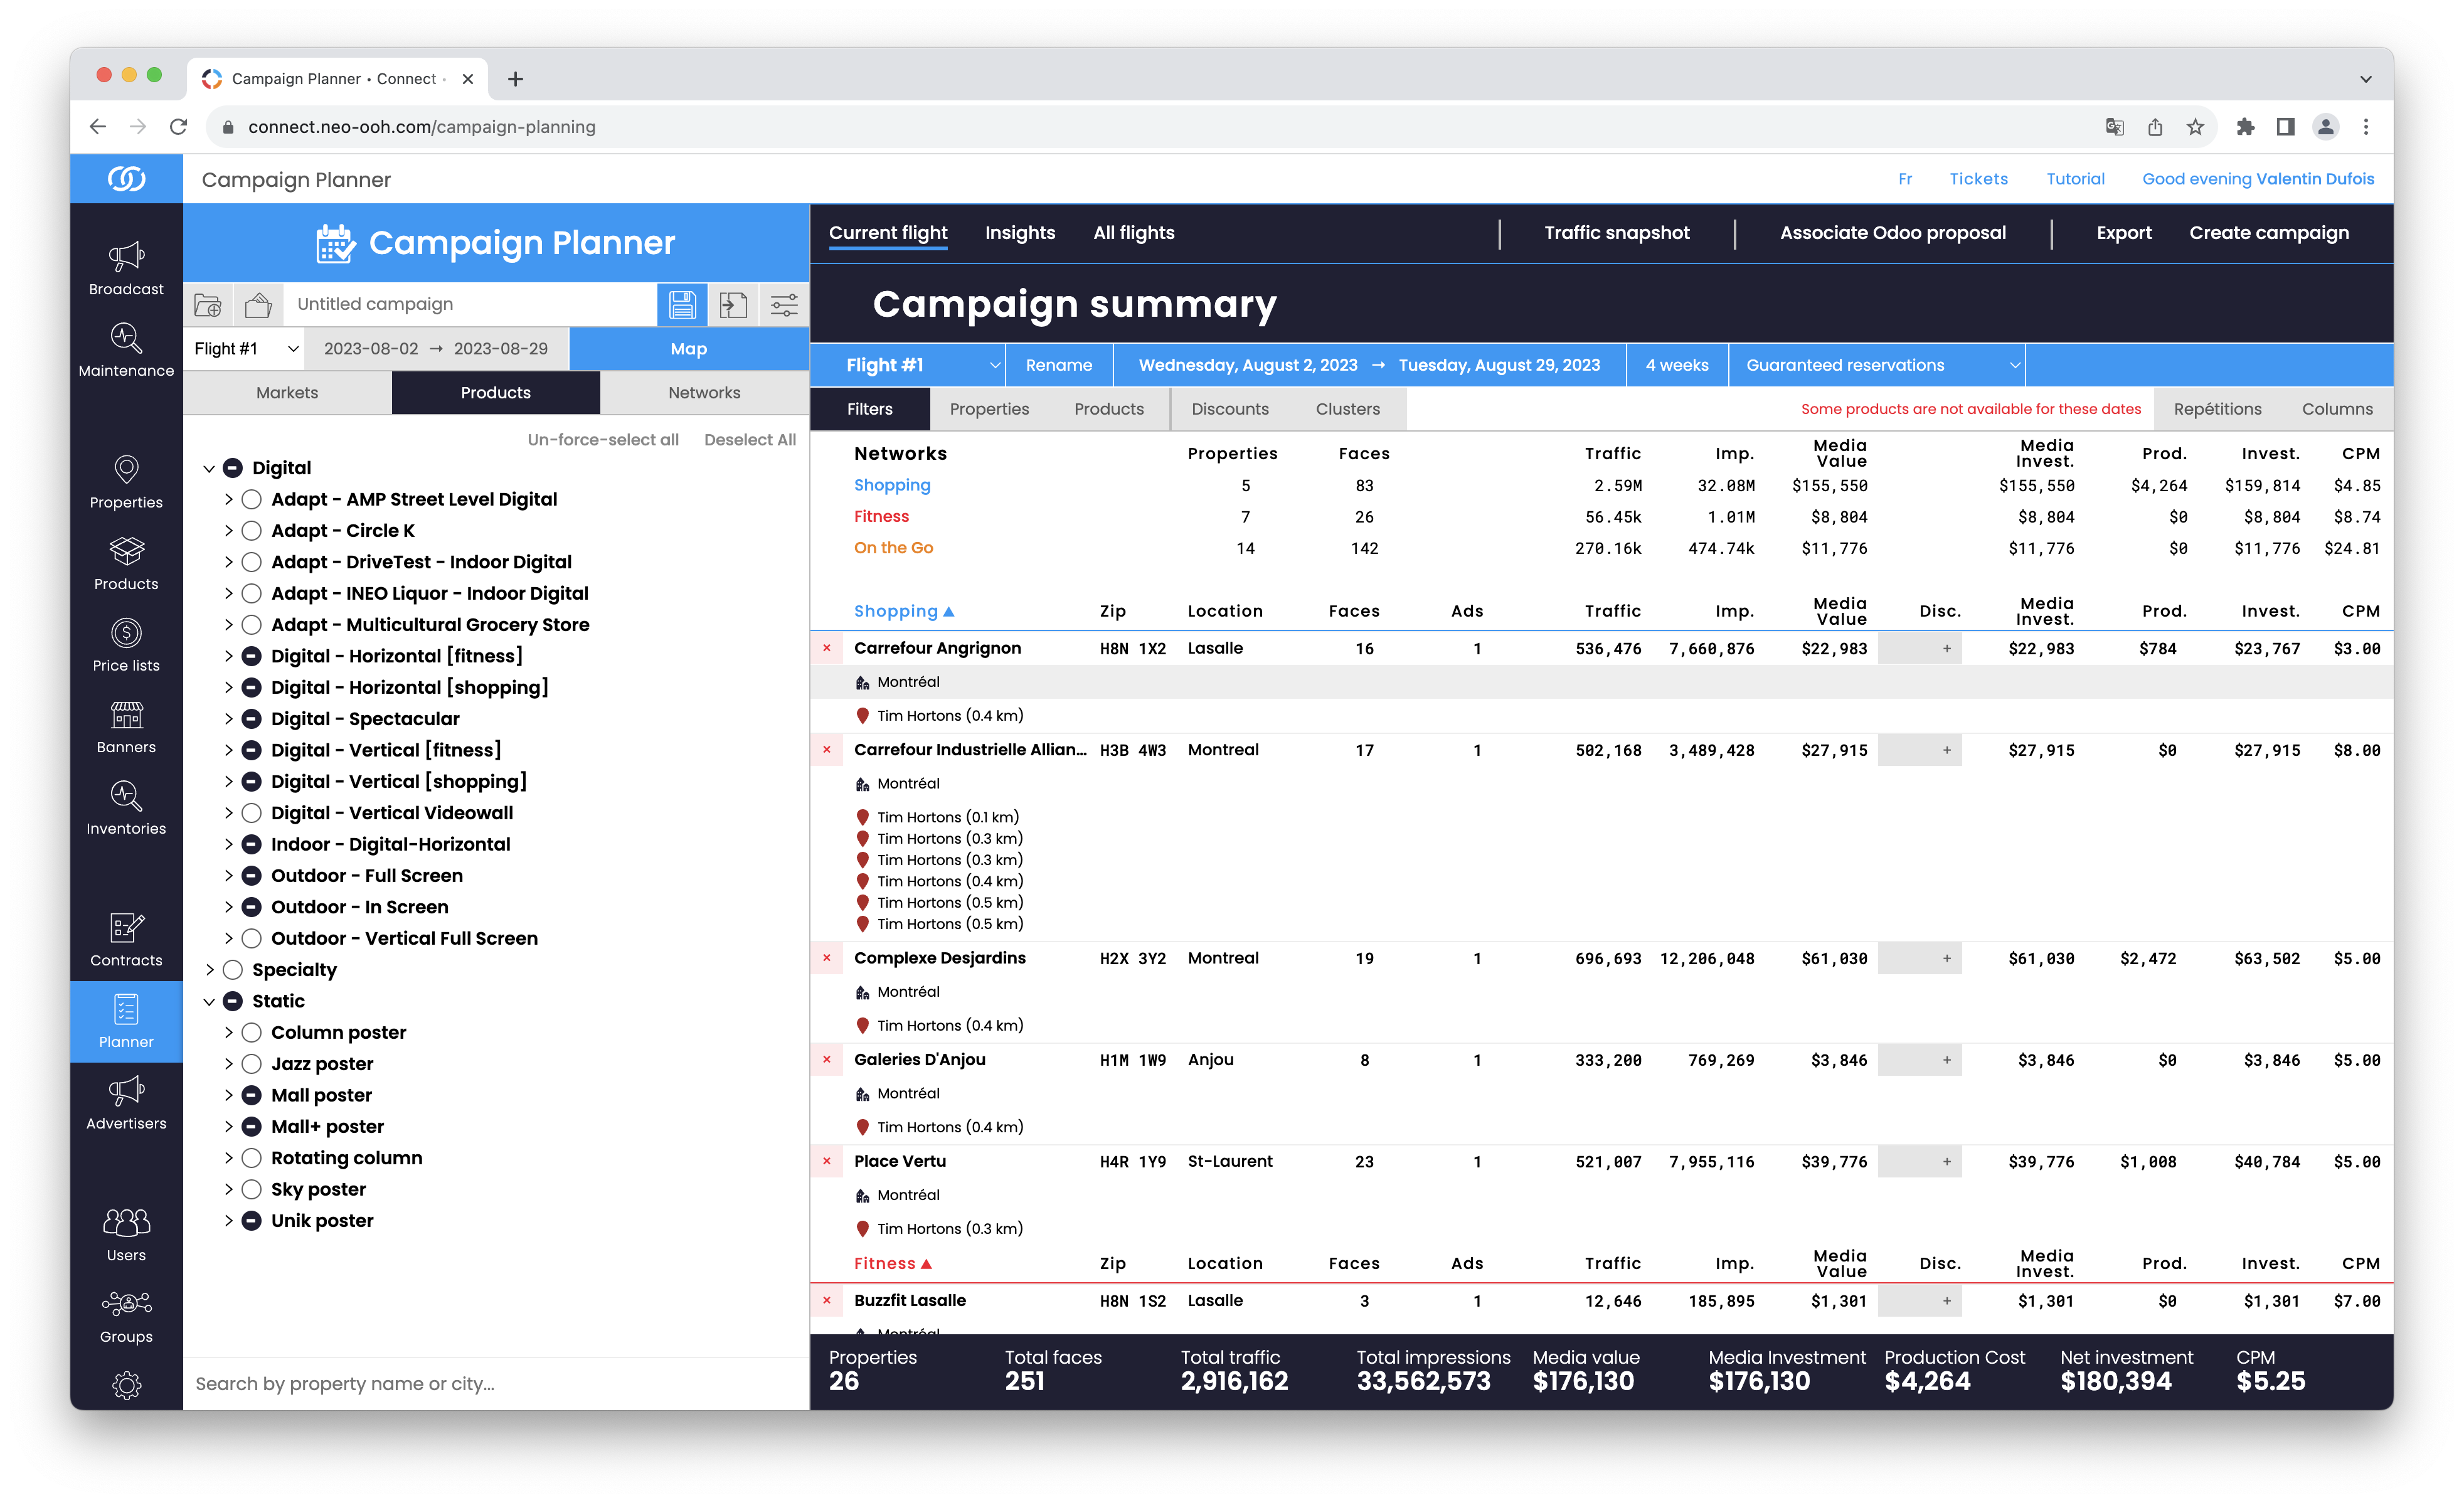 Campaign Planner • Connect •
connect.neo-ooh.com/campaign-planning
Campaign Planner
Fr Tickets Tutorial Good evening Valentin Dufois
Broadcast
Maintenance
Properties
Products
Price lists
Banners
Inventories
Contracts
Planner
Advertisers
Users
Groups
Campaign Planner
Untitled campaign
Flight #1 2023-08-02 → 2023-08-29 Map
Markets Products Networks
Un-force-select all Deselect All
Digital
Adapt - AMP Street Level Digital
Adapt - Circle K
Adapt - DriveTest - Indoor Digital
Adapt - INEO Liquor - Indoor Digital
Adapt - Multicultural Grocery Store
Digital - Horizontal [fitness]
Digital - Horizontal [shopping]
Digital - Spectacular
Digital - Vertical [fitness]
Digital - Vertical [shopping]
Digital - Vertical Videowall
Indoor - Digital-Horizontal
Outdoor - Full Screen
Outdoor - In Screen
Outdoor - Vertical Full Screen
Specialty
Static
Column poster
Jazz poster
Mall poster
Mall+ poster
Rotating column
Sky poster
Unik poster
Search by property name or city...
Current flight Insights All flights Traffic snapshot Associate Odoo proposal Export Create campaign
Campaign summary
Flight #1 Rename Wednesday, August 2, 2023 → Tuesday, August 29, 2023 4 weeks Guaranteed reservations
Filters Properties Products Discounts Clusters Some products are not available for these dates Repétitions Columns
Networks Properties Faces Traffic Imp. Media Value Media Invest. Prod. Invest. CPM
Shopping 5 83 2.59M 32.08M $155,550 $155,550 $4,264 $159,814 $4.85
Fitness 7 26 56.45k 1.01M $8,804 $8,804 $0 $8,804 $8.74
On the Go 14 142 270.16k 474.74k $11,776 $11,776 $0 $11,776 $24.81
Shopping ▲ Zip Location Faces Ads Traffic Imp. Media Value Disc. Media Invest. Prod. Invest. CPM
× Carrefour Angrignon H8N 1X2 Lasalle 16 1 536,476 7,660,876 $22,983 + $22,983 $784 $23,767 $3.00
Montréal
Tim Hortons (0.4 km)
× Carrefour Industrielle Allian... H3B 4W3 Montreal 17 1 502,168 3,489,428 $27,915 + $27,915 $0 $27,915 $8.00
Montréal
Tim Hortons (0.1 km)
Tim Hortons (0.3 km)
Tim Hortons (0.3 km)
Tim Hortons (0.4 km)
Tim Hortons (0.5 km)
Tim Hortons (0.5 km)
× Complexe Desjardins H2X 3Y2 Montreal 19 1 696,693 12,206,048 $61,030 + $61,030 $2,472 $63,502 $5.00
Montréal
Tim Hortons (0.4 km)
× Galeries D'Anjou H1M 1W9 Anjou 8 1 333,200 769,269 $3,846 + $3,846 $0 $3,846 $5.00
Montréal
Tim Hortons (0.4 km)
× Place Vertu H4R 1Y9 St-Laurent 23 1 521,007 7,955,116 $39,776 + $39,776 $1,008 $40,784 $5.00
Montréal
Tim Hortons (0.3 km)
Fitness ▲ Zip Location Faces Ads Traffic Imp. Media Value Disc. Media Invest. Prod. Invest. CPM
× Buzzfit Lasalle H8N 1S2 Lasalle 3 1 12,646 185,895 $1,301 + $1,301 $0 $1,301 $7.00
Montréal
Properties Total faces Total traffic Total impressions Media value Media Investment Production Cost Net investment CPM
26 251 2,916,162 33,562,573 $176,130 $176,130 $4,264 $180,394 $5.25